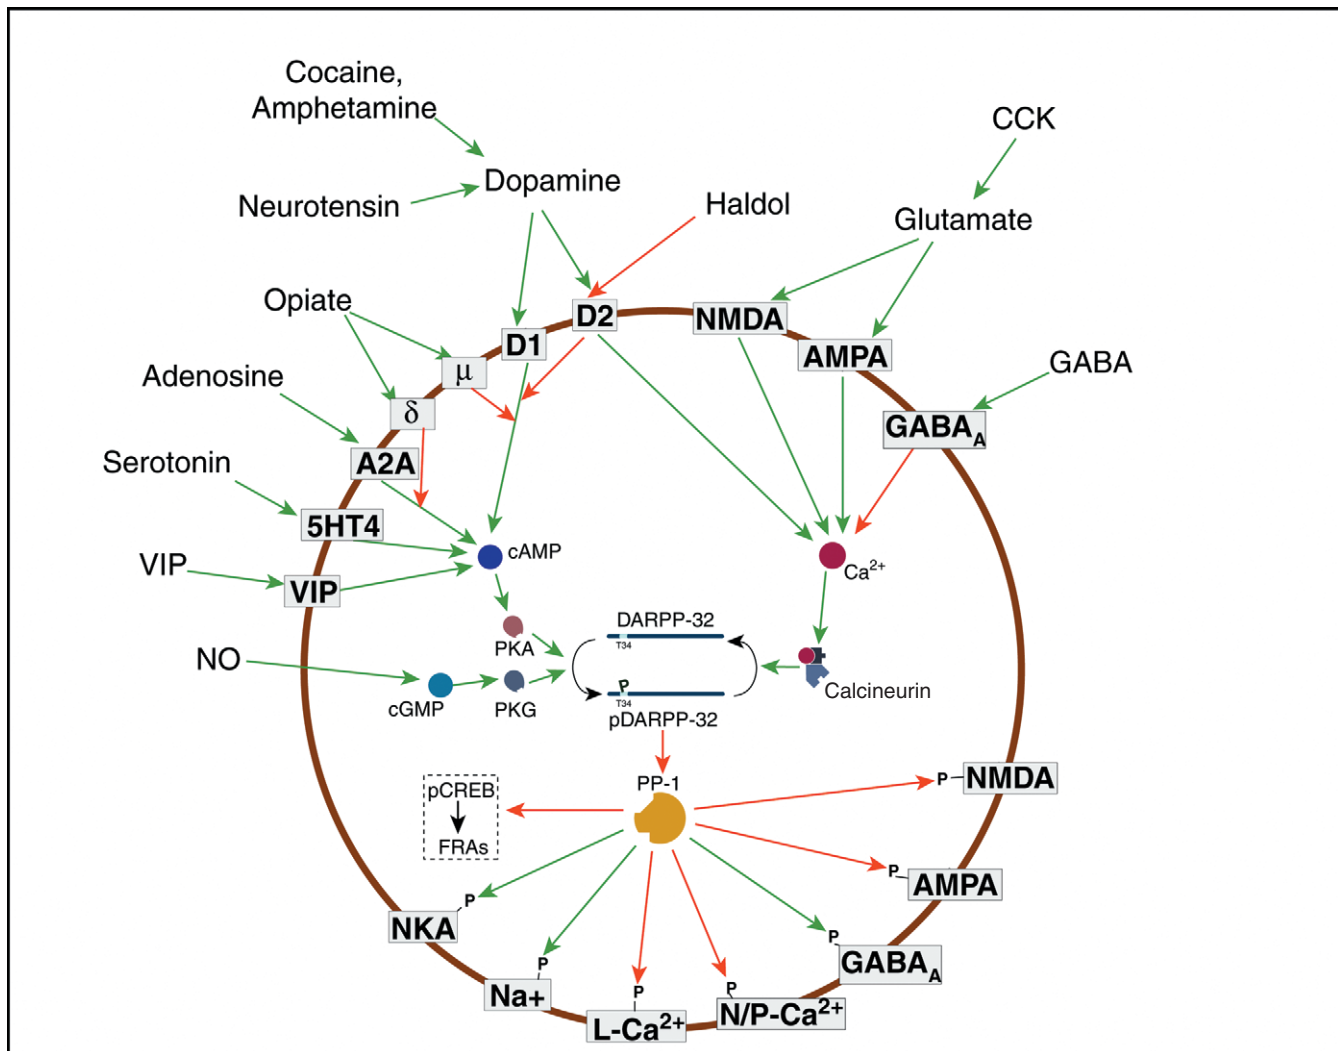 Cocaine,
Amphetamine
CCK
Dopamine
Neurotensin
Haldol
Glutamate
Opiate
D2
NMDA
D1
AMPA
μ
GABA
Adenosine
δ
GABA_A
Serotonin
A2A
5HT4
cAMP
VIP
Ca²⁺
VIP
DARPP-32
T34
PKA
NO
P
Calcineurin
T34
cGMP
PKG
pDARPP-32
PP-1
P
NMDA
pCREB
FRAs
P
AMPA
P
NKA
P
GABA_A
P
Na+
P
L-Ca²⁺
P
N/P-Ca²⁺